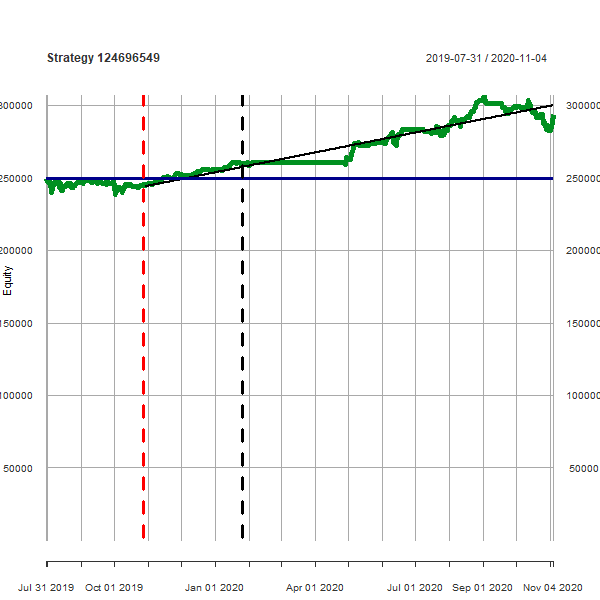 Strategy 124696549 2019-07-31 / 2020-11-04
300000 300000
250000 250000
200000 200000
150000 150000
100000 100000
50000 50000
Equity
Jul 31 2019 Oct 01 2019 Jan 01 2020 Apr 01 2020 Jul 01 2020 Sep 01 2020 Nov 04 2020